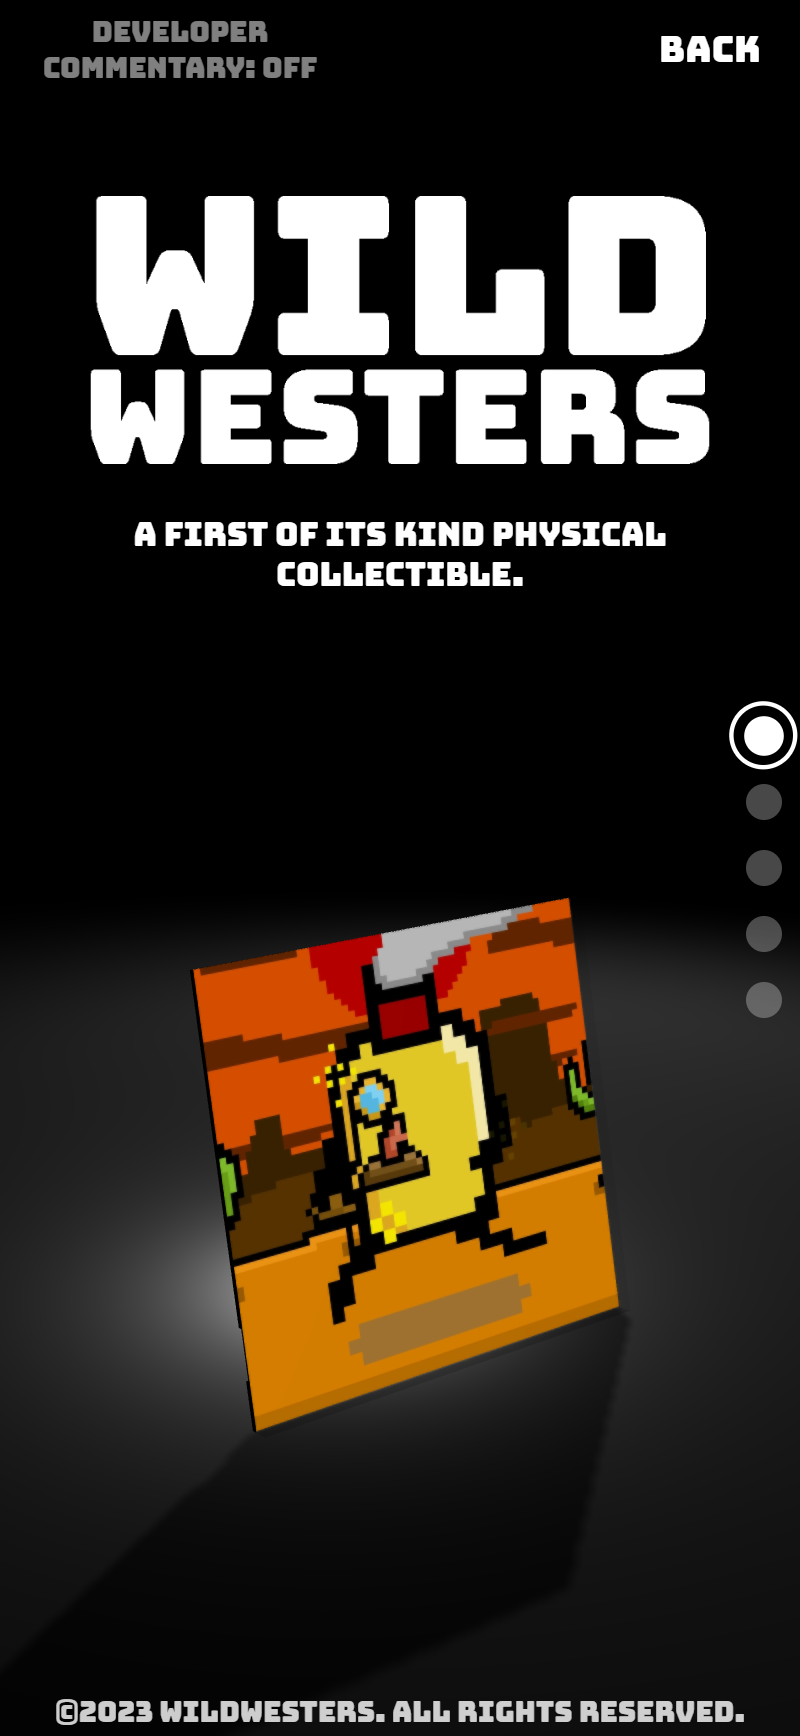 DEVELOPER
COMMENTARY: OFF
BACK
WILD
WESTERS
A FIRST OF ITS KIND PHYSICAL
COLLECTIBLE.
©2023 WILDWESTERS. ALL RIGHTS RESERVED.